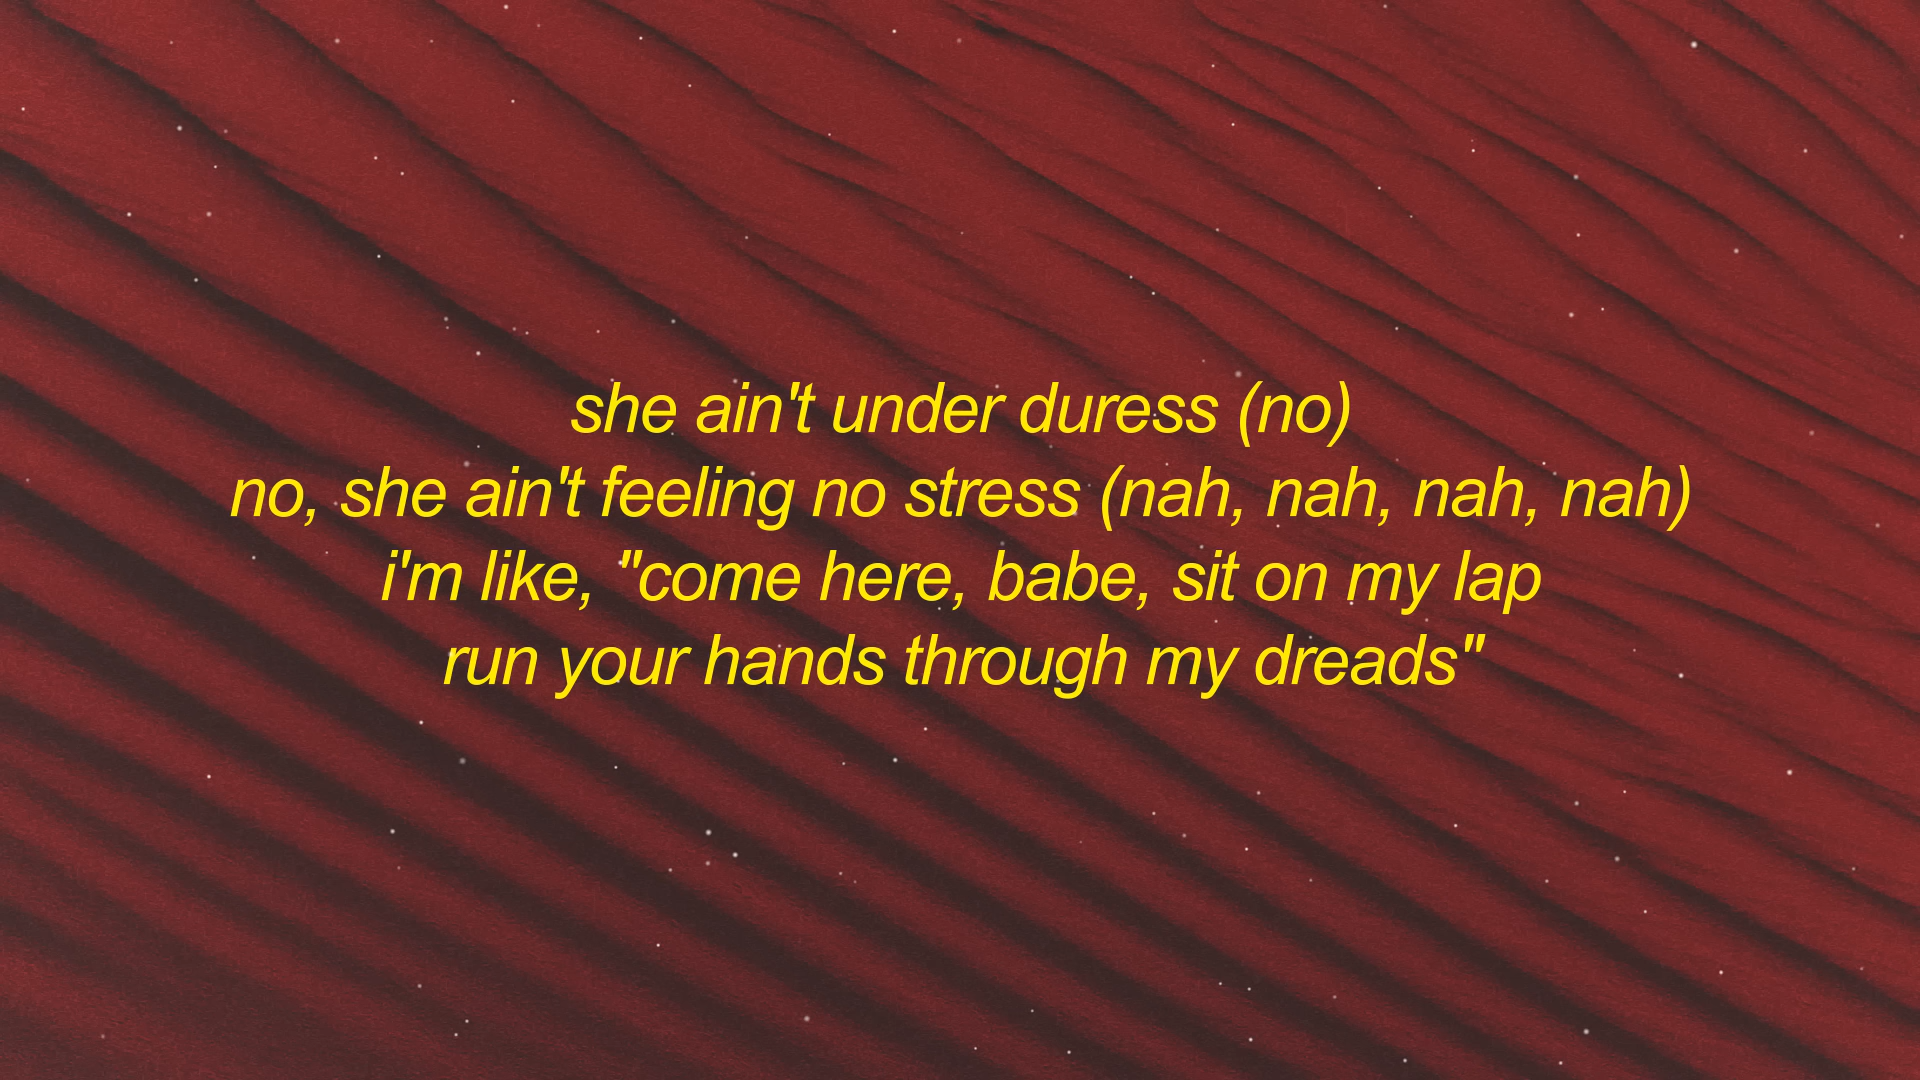 she ain't under duress (no)
no, she ain't feeling no stress (nah, nah, nah, nah)
i'm like, "come here, babe, sit on my lap
run your hands through my dreads"